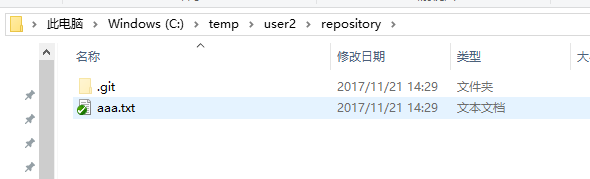 此电脑 > Windows (C:) > temp > user2 > repository >
名称 修改日期 类型
.git 2017/11/21 14:29 文件夹
aaa.txt 2017/11/21 14:29 文本文档